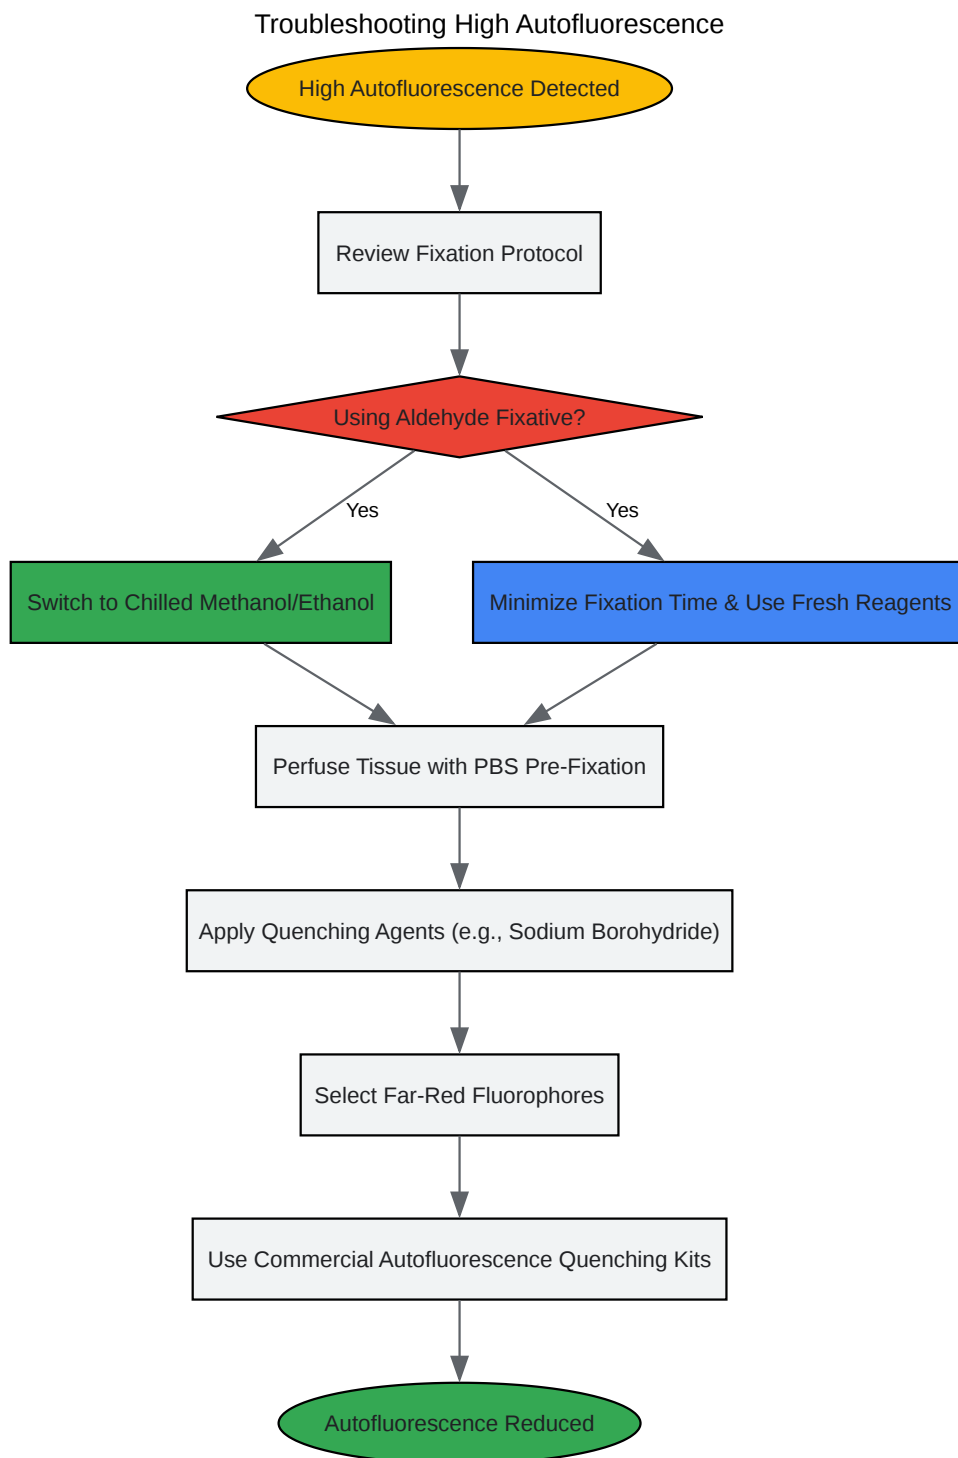 Troubleshooting High Autofluorescence
High Autofluorescence Detected
Review Fixation Protocol
Using Aldehyde Fixative?
Yes
Yes
Switch to Chilled Methanol/Ethanol
Minimize Fixation Time & Use Fresh Reagents
Perfuse Tissue with PBS Pre-Fixation
Apply Quenching Agents (e.g., Sodium Borohydride)
Select Far-Red Fluorophores
Use Commercial Autofluorescence Quenching Kits
Autofluorescence Reduced